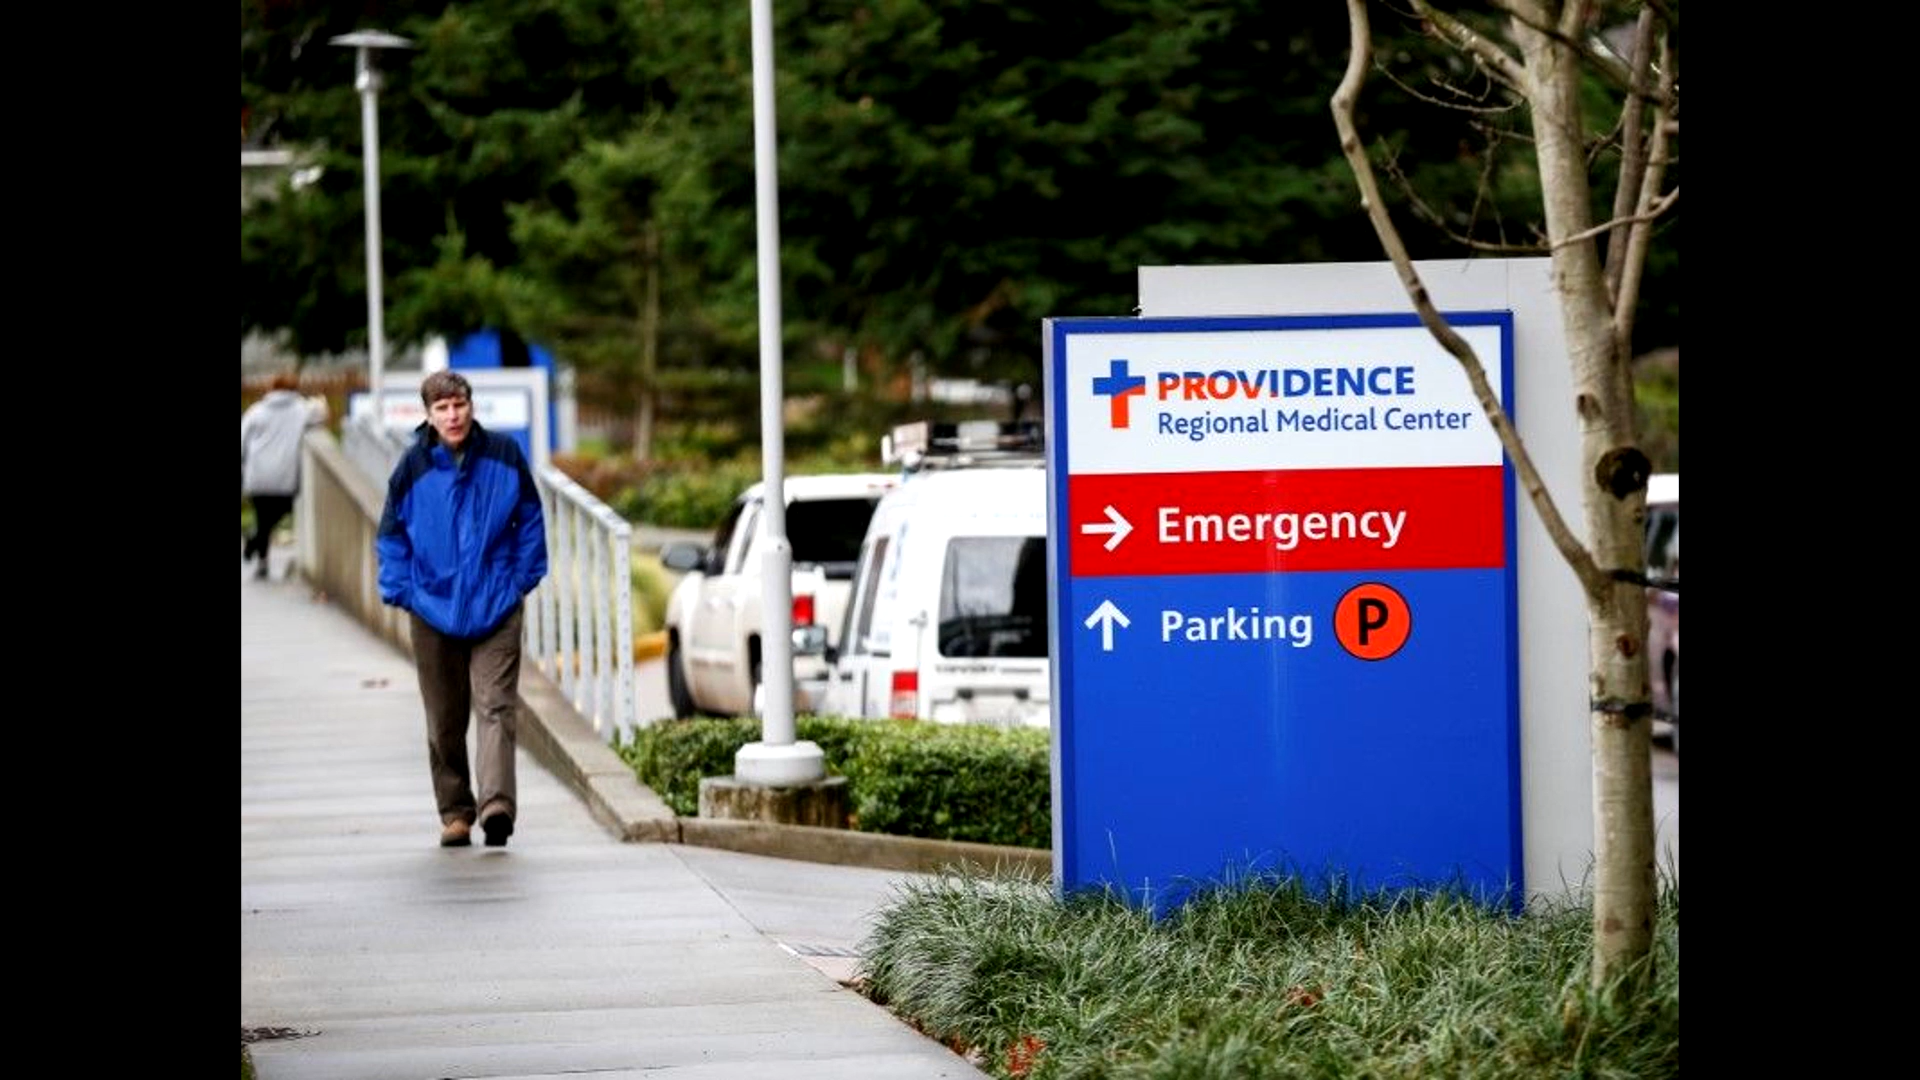 PROVIDENCE
Regional Medical Center
→ Emergency
↑ Parking P